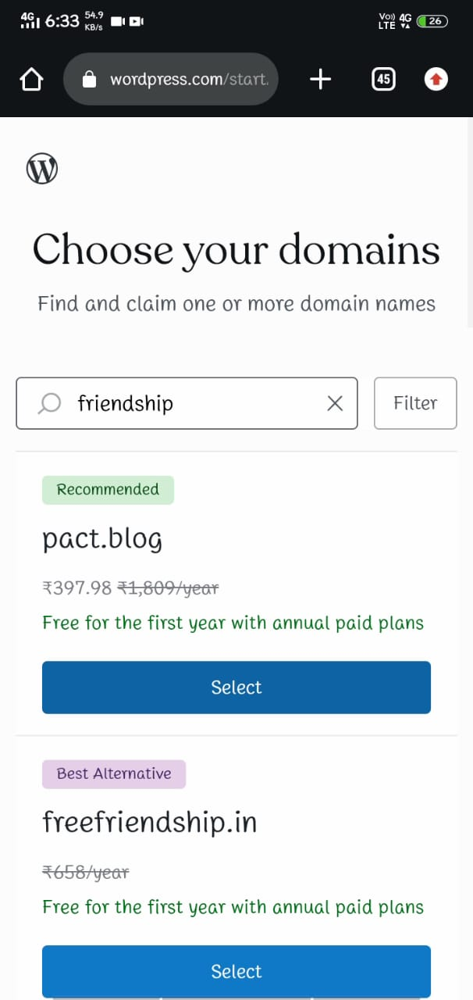 4G 6:33 54.9 KB/s Vo)) LTE 4G 26
wordpress.com/start. 45
W
Choose your domains
Find and claim one or more domain names
friendship Filter
Recommended
pact.blog
₹397.98 ₹1,809/year
Free for the first year with annual paid plans
Select
Best Alternative
freefriendship.in
₹658/year
Free for the first year with annual paid plans
Select